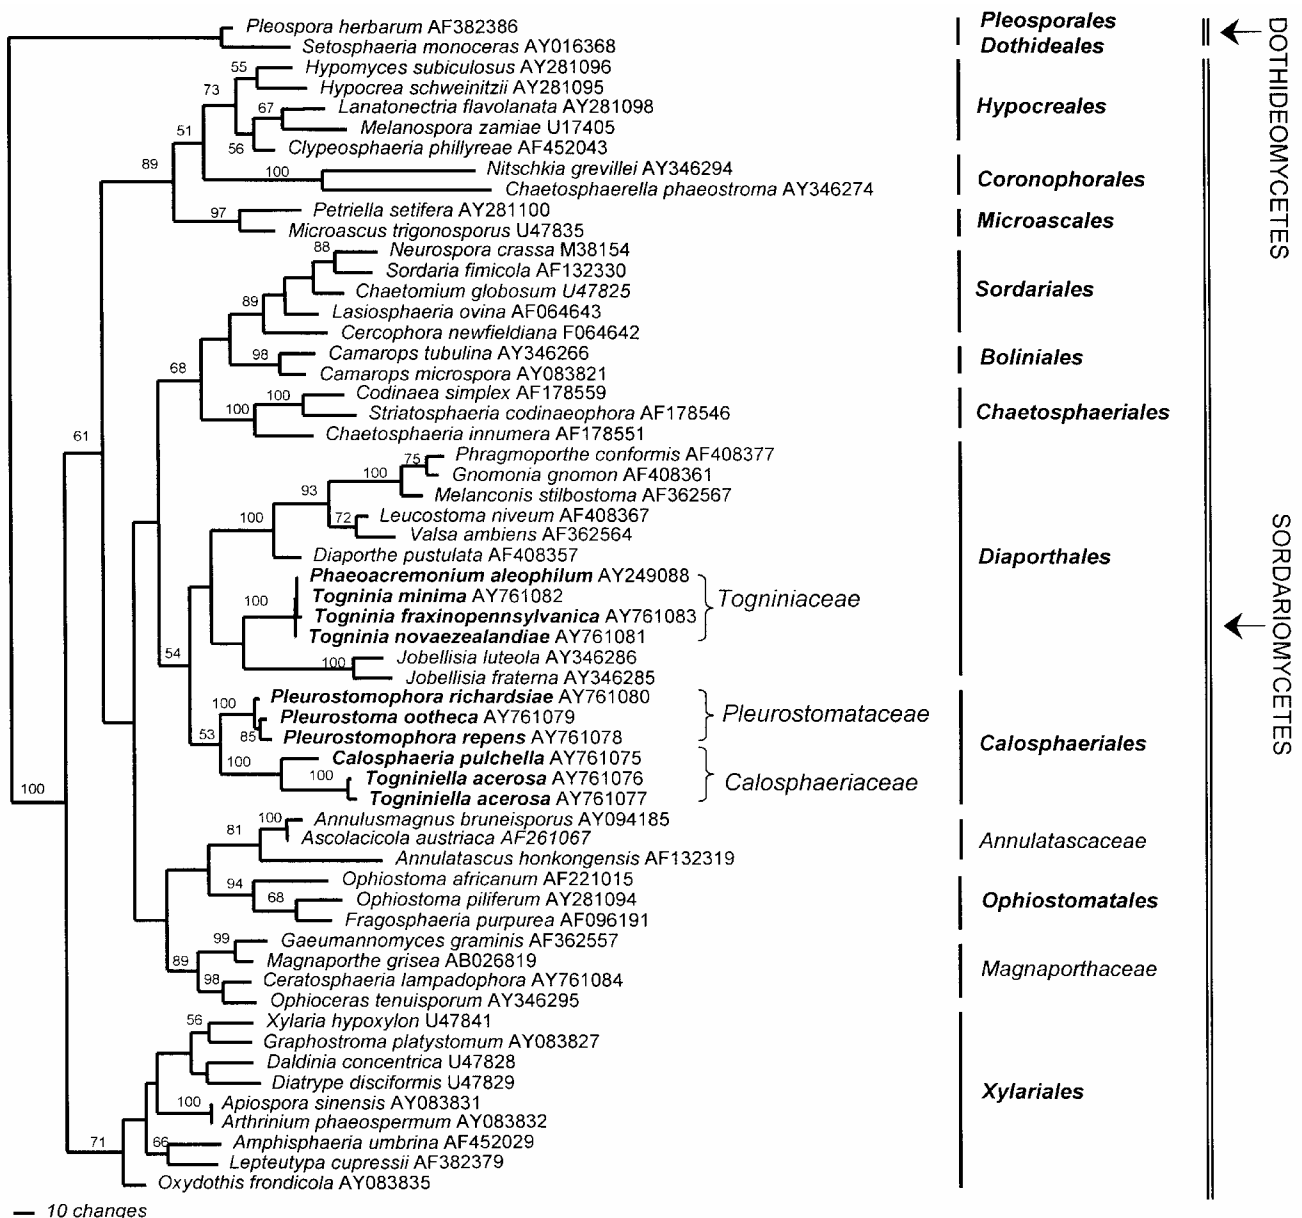 Pleospora herbarum AF382386
Setosphaeria monoceras AY016368
Pleosporales
Dothideales
DOTHIDEOMYCETES
55
Hypomyces subiculosus AY281096
73
Hypocrea schweinitzii AY281095
67
Lanatonectria flavolanata AY281098
Hypocreales
51
Melanospora zamiae U17405
56
Clypeosphaeria phillyreae AF452043
89
100
Nitschkia grevillei AY346294
Chaetosphaerella phaeostroma AY346274
Coronophorales
97
Petriella setifera AY281100
Microascus trigonosporus U47835
Microascales
88
Neurospora crassa M38154
Sordaria fimicola AF132330
Chaetomium globosum U47825
Sordariales
89
Lasiosphaeria ovina AF064643
Cercophora newfieldiana F064642
98
Camarops tubulina AY346266
Camarops microspora AY083821
Boliniales
68
100
Codinaea simplex AF178559
100
Striatosphaeria codinaeophora AF178546
Chaetosphaeriales
Chaetosphaeria innumera AF178551
61
75
Phragmoporthe conformis AF408377
100
Gnomonia gnomon AF408361
93
Melanconis stilbostoma AF362567
100
72
Leucostoma niveum AF408367
Valsa ambiens AF362564
Diaporthe pustulata AF408357
Diaporthales
Phaeoacremonium aleophilum AY249088
100
Togninia minima AY761082
Togniniaceae
Togninia fraxinopennsylvanica AY761083
Togninia novaezealandiae AY761081
SORDARIOMYCETES
54
100
Jobellisia luteola AY346286
Jobellisia fraterna AY346285
100
Pleurostomophora richardsiae AY761080
Pleurostoma ootheca AY761079
Pleurostomataceae
53
85
Pleurostomophora repens AY761078
Calosphaeriales
100
Calosphaeria pulchella AY761075
100
Togniniella acerosa AY761076
Calosphaeriaceae
Togniniella acerosa AY761077
100
100
Annulusmagnus bruneisporus AY094185
81
Ascolacicola austriaca AF261067
Annulatascaceae
Annulatascus honkongensis AF132319
94
Ophiostoma africanum AF221015
68
Ophiostoma piliferum AY281094
Ophiostomatales
Fragosphaeria purpurea AF096191
99
Gaeumannomyces graminis AF362557
89
Magnaporthe grisea AB026819
Magnaporthaceae
98
Ceratosphaeria lampadophora AY761084
Ophioceras tenuisporum AY346295
56
Xylaria hypoxylon U47841
Graphostroma platystomum AY083827
Daldinia concentrica U47828
Diatrype disciformis U47829
Xylariales
100
Apiospora sinensis AY083831
Arthrinium phaeospermum AY083832
71
66
Amphisphaeria umbrina AF452029
Lepteutypa cupressii AF382379
Oxydothis frondicola AY083835
10 changes